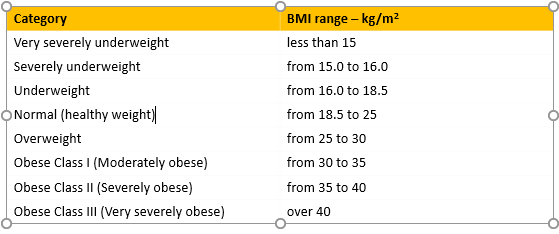 Category BMI range – kg/m²
Very severely underweight less than 15
Severely underweight from 15.0 to 16.0
Underweight from 16.0 to 18.5
Normal (healthy weight) from 18.5 to 25
Overweight from 25 to 30
Obese Class I (Moderately obese) from 30 to 35
Obese Class II (Severely obese) from 35 to 40
Obese Class III (Very severely obese) over 40